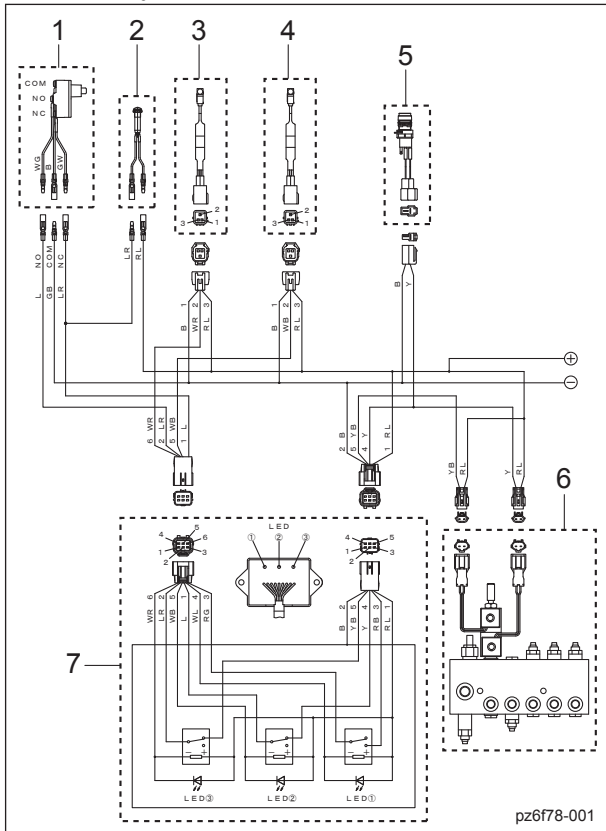 1
2
3
4
5
COM
NO
NC
WG
B
GW
2
3 1
2
3 1
L NO
GB COM
LR NC
LR
RL
B 1
WR 2
RL 3
B 1
WB 2
RL 3
B
Y
+
−
6 WR
2 LR
5 WB
1 L
2 B
5 YB
4 Y
1 RL
YB
RL
Y
RL
6
LED
① ② ③
4 5
1 6
2 3
4 5
1 6
2 3
WR 6
LR 2
WB 5
L 1
WL 4
RG 3
B 2
YB 5
Y 4
RB 3
RL 1
7
− +
− +
− +
LED③
LED②
LED①
pz6f78-001